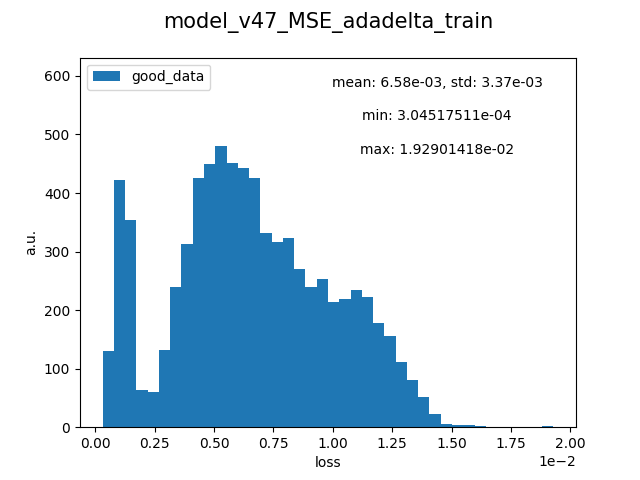 model_v47_MSE_adadelta_train
good_data
mean: 6.58e-03, std: 3.37e-03
min: 3.04517511e-04
max: 1.92901418e-02
600
500
400
300
200
100
0
a.u.
0.00 0.25 0.50 0.75 1.00 1.25 1.50 1.75 2.00
loss
1e−2